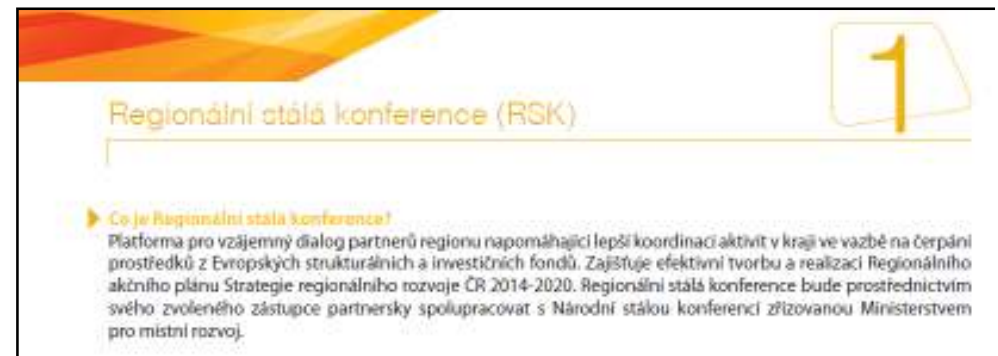 1
Regionální stálá konference (RSK)
Co je Regionální stálá konference?
Platforma pro vzájemný dialog partnerů regionu napomáhající lepší koordinaci aktivit v kraji ve vazbě na čerpání
prostředků z Evropských strukturálních a investičních fondů. Zajišťuje efektivní tvorbu a realizaci Regionálního
akčního plánu Strategie regionálního rozvoje ČR 2014-2020. Regionální stálá konference bude prostřednictvím
svého zvoleného zástupce partnersky spolupracovat s Národní stálou konferencí zřizovanou Ministerstvem
pro místní rozvoj.